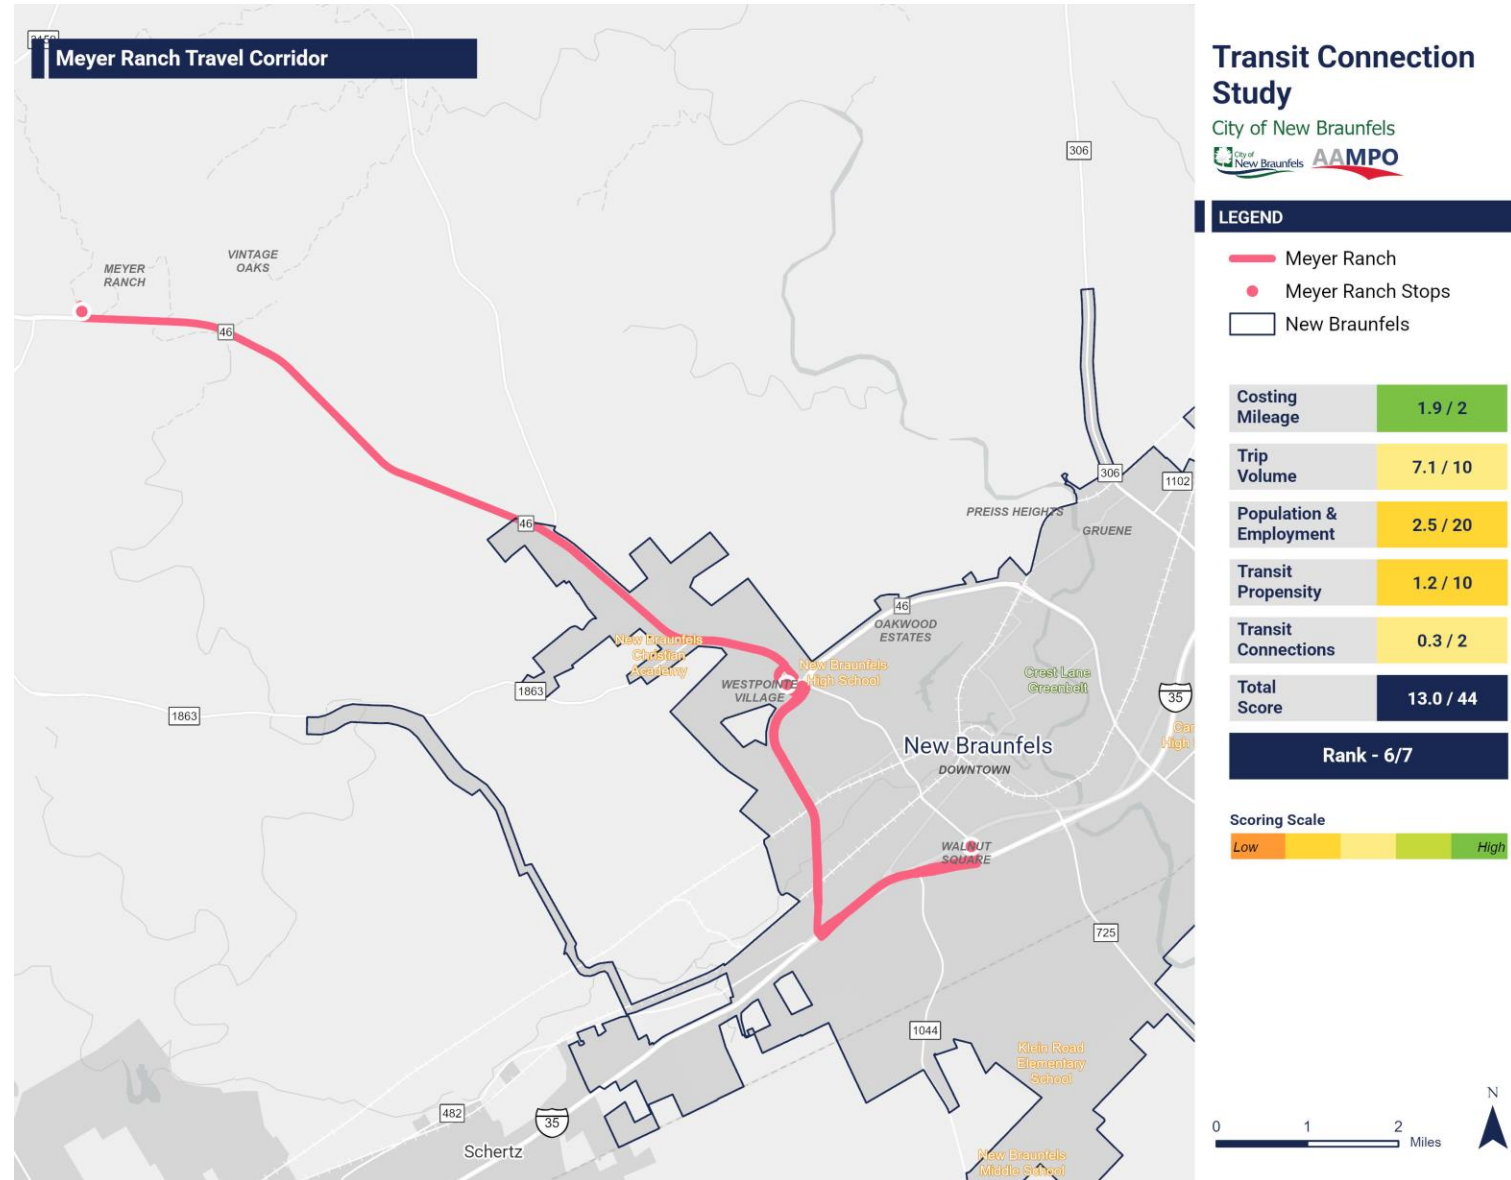 Meyer Ranch Travel Corridor
306
VINTAGE
OAKS
MEYER
RANCH
46
46
306
1102
PREISS HEIGHTS
GRUENE
46
OAKWOOD
ESTATES
New Braunfels
Christian
Academy
New Braunfels
High School
WESTPOINTE
VILLAGE
Crest Lane
Greenbelt
1863
1863
35
New Braunfels
DOWNTOWN
WALNUT
SQUARE
725
1044
Klein Road
Elementary
School
482
35
Schertz
New Braunfels
Middle School
Transit Connection
Study
City of New Braunfels
City of
New Braunfels
AAMPO
LEGEND
Meyer Ranch
Meyer Ranch Stops
New Braunfels
Costing
Mileage
1.9 / 2
Trip
Volume
7.1 / 10
Population &
Employment
2.5 / 20
Transit
Propensity
1.2 / 10
Transit
Connections
0.3 / 2
Total
Score
13.0 / 44
Rank - 6/7
Scoring Scale
Low
High
N
0 1 2
Miles